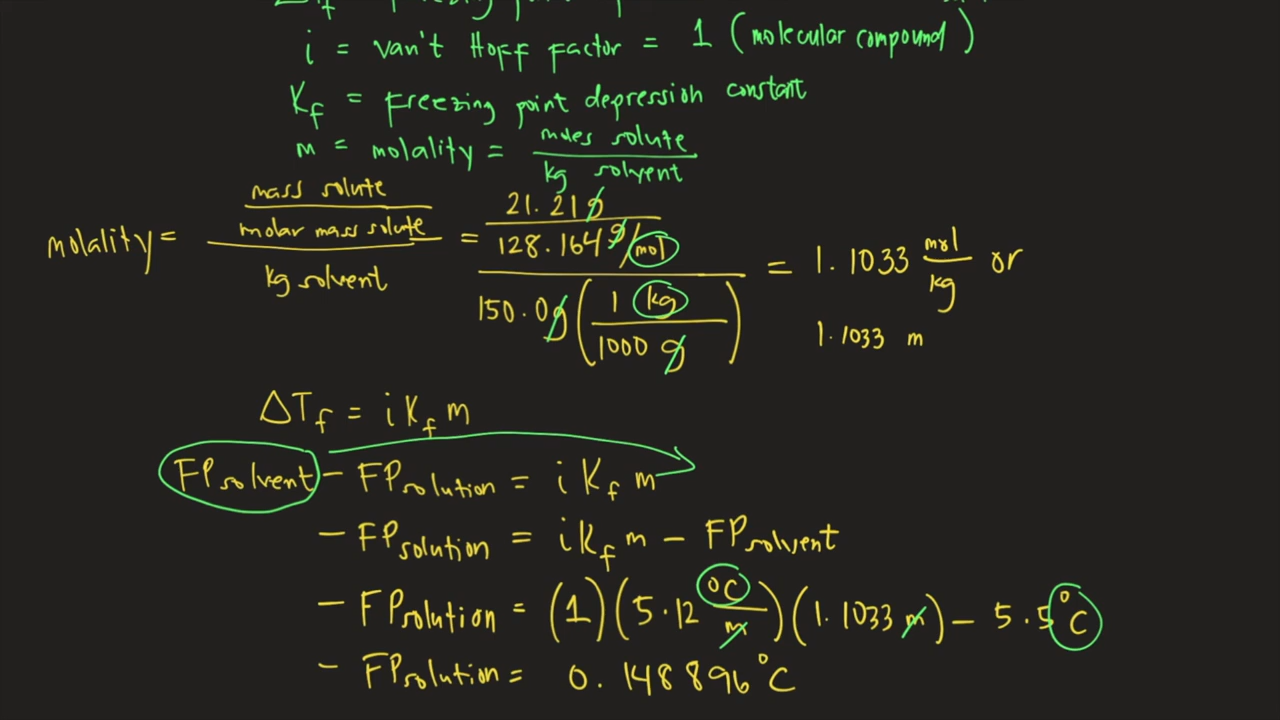 i = van't Hoff factor = 1 (molecular compound)
Kf = freezing point depression constant
m = molality = moles solute / kg solvent
molality = (mass solute / molar mass solute) / kg solvent = (21.21 g / 128.164 g/mol) / (150.0 g (1 kg / 1000 g)) = 1.1033 mol/kg or
1.1033 m
ΔTf = i Kf m
FPsolvent - FPsolution = i Kf m
- FPsolution = i Kf m - FPsolvent
- FPsolution = (1)(5.12 °C/m)(1.1033 m) - 5.5 °C
- FPsolution = 0.148896 °C